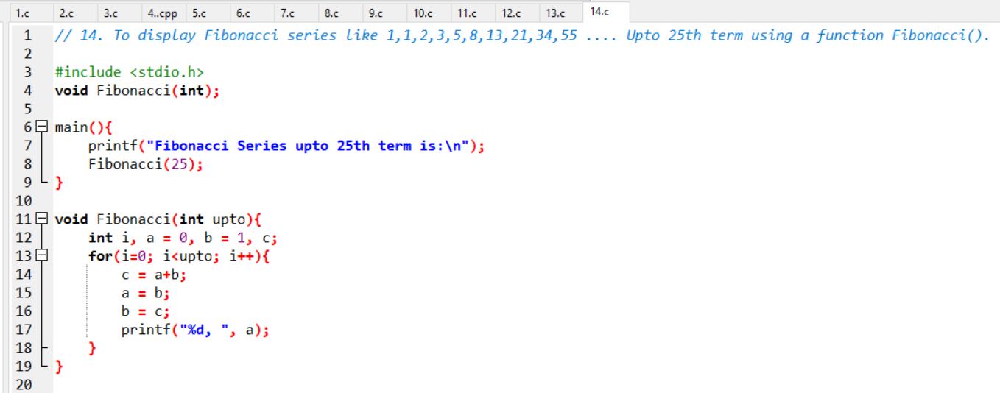 1.c 2.c 3.c 4..cpp 5.c 6.c 7.c 8.c 9.c 10.c 11.c 12.c 13.c 14.c
1 // 14. To display Fibonacci series like 1,1,2,3,5,8,13,21,34,55 .... Upto 25th term using a function Fibonacci().
2
3 #include <stdio.h>
4 void Fibonacci(int);
5
6 main(){
7     printf("Fibonacci Series upto 25th term is:\n");
8     Fibonacci(25);
9 }
10
11 void Fibonacci(int upto){
12     int i, a = 0, b = 1, c;
13     for(i=0; i<upto; i++){
14         c = a+b;
15         a = b;
16         b = c;
17         printf("%d, ", a);
18     }
19 }
20